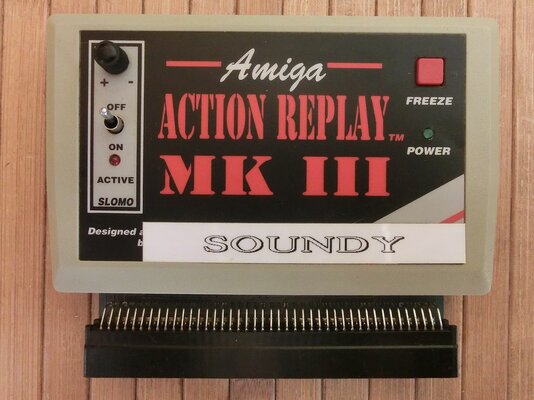 Amiga
ACTION REPLAY™
MK III
+ -
OFF
ON
ACTIVE
SLOMO
FREEZE
POWER
Designed a
b
SOUNDY